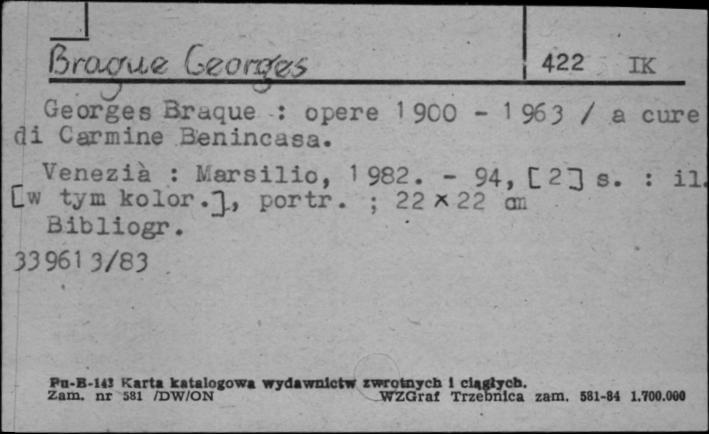 Braque Georges 422 IK
Georges Braque : opere 1900 - 1963 / a cure
di Carmine Benincasa.
Venezià : Marsilio, 1982. - 94, [2] s. : il.
[w tym kolor.], portr. ; 22 x 22 cm
Bibliogr.
339613/83
Pu-B-143 Karta katalogowa wydawnictw zwrotnych i ciągłych.
Zam. nr 581 /DW/ON WZGraf Trzebnica zam. 581-84 1.700.000